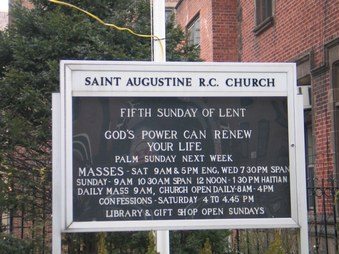 SAINT AUGUSTINE R.C. CHURCH
FIFTH SUNDAY OF LENT
GOD'S POWER CAN RENEW
YOUR LIFE
PALM SUNDAY NEXT WEEK
MASSES - SAT 9AM & 5PM ENG, WED 7 30PM SPAN
SUNDAY - 9AM 10 30AM SPAN 12 NOON - 1 30PM HAITIAN
DAILY MASS 9AM, CHURCH OPEN DAILY - 8AM - 4PM
CONFESSIONS - SATURDAY 4 TO 4.45 PM
LIBRARY & GIFT SHOP OPEN SUNDAYS